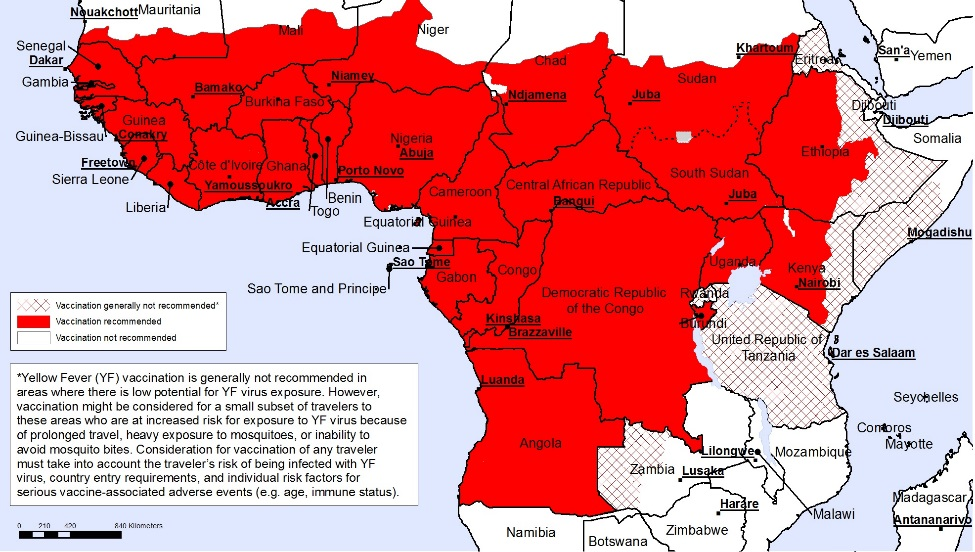 Nouakchott
Mauritania
Mali
Niger
Senegal
Dakar
Gambia
Bamako
Niamey
Burkina Faso
Chad
Ndjamena
Khartoum
Eritrea
San'a
Yemen
Sudan
Juba
Djibouti
Djibouti
Guinea
Conakry
Guinea-Bissau
Nigeria
Abuja
Ethiopia
Somalia
Freetown
Sierra Leone
Côte d'Ivoire
Ghana
Yamoussoukro
Porto Novo
Central African Republic
South Sudan
Cameroon
Bangui
Juba
Liberia
Accra
Togo
Benin
Equatorial Guinea
Mogadishu
Equatorial Guinea
Sao Tome
Gabon
Congo
Uganda
Kenya
Nairobi
Sao Tome and Principe
Democratic Republic
of the Congo
Rwanda
Burundi
Kinshasa
Brazzaville
United Republic of
Tanzania
Dar es Salaam
Vaccination generally not recommended*
Vaccination recommended
Vaccination not recommended
*Yellow Fever (YF) vaccination is generally not recommended in
areas where there is low potential for YF virus exposure. However,
vaccination might be considered for a small subset of travelers to
these areas who are at increased risk for exposure to YF virus because
of prolonged travel, heavy exposure to mosquitoes, or inability to
avoid mosquito bites. Consideration for vaccination of any traveler
must take into account the traveler's risk of being infected with YF
virus, country entry requirements, and individual risk factors for
serious vaccine-associated adverse events (e.g. age, immune status).
Luanda
Seychelles
Angola
Comoros
Mayotte
Lilongwe
Mozambique
Zambia
Lusaka
Madagascar
Antananarivo
Harare
Malawi
Namibia
Botswana
Zimbabwe
0 210 420 840 Kilometers